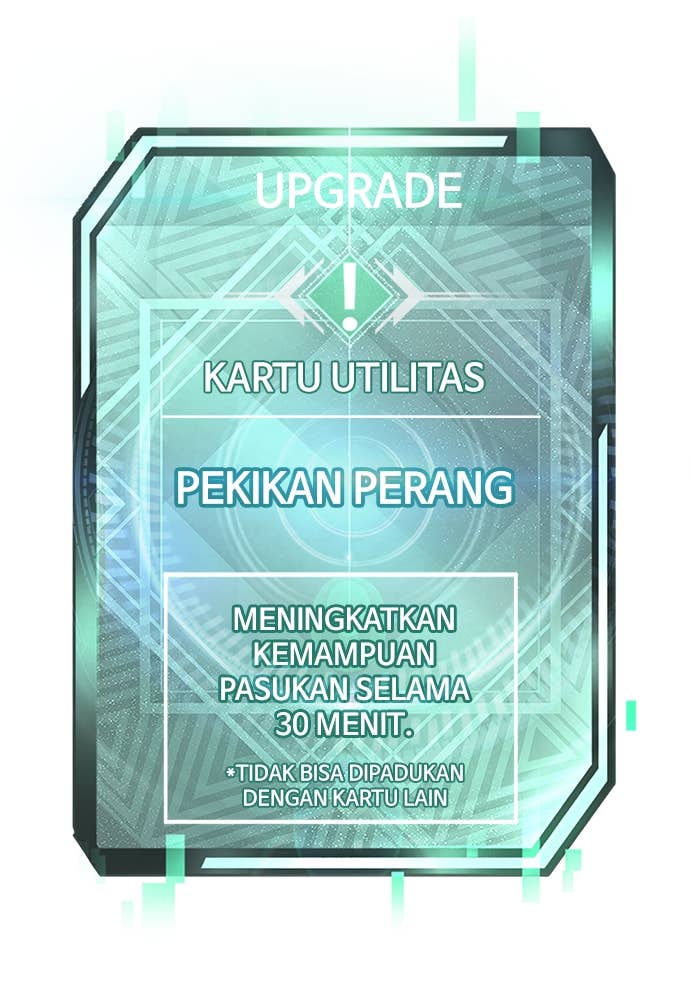 UPGRADE
!
KARTU UTILITAS
PEKIKAN PERANG
MENINGKATKAN
KEMAMPUAN
PASUKAN SELAMA
30 MENIT.
*TIDAK BISA DIPADUKAN
DENGAN KARTU LAIN